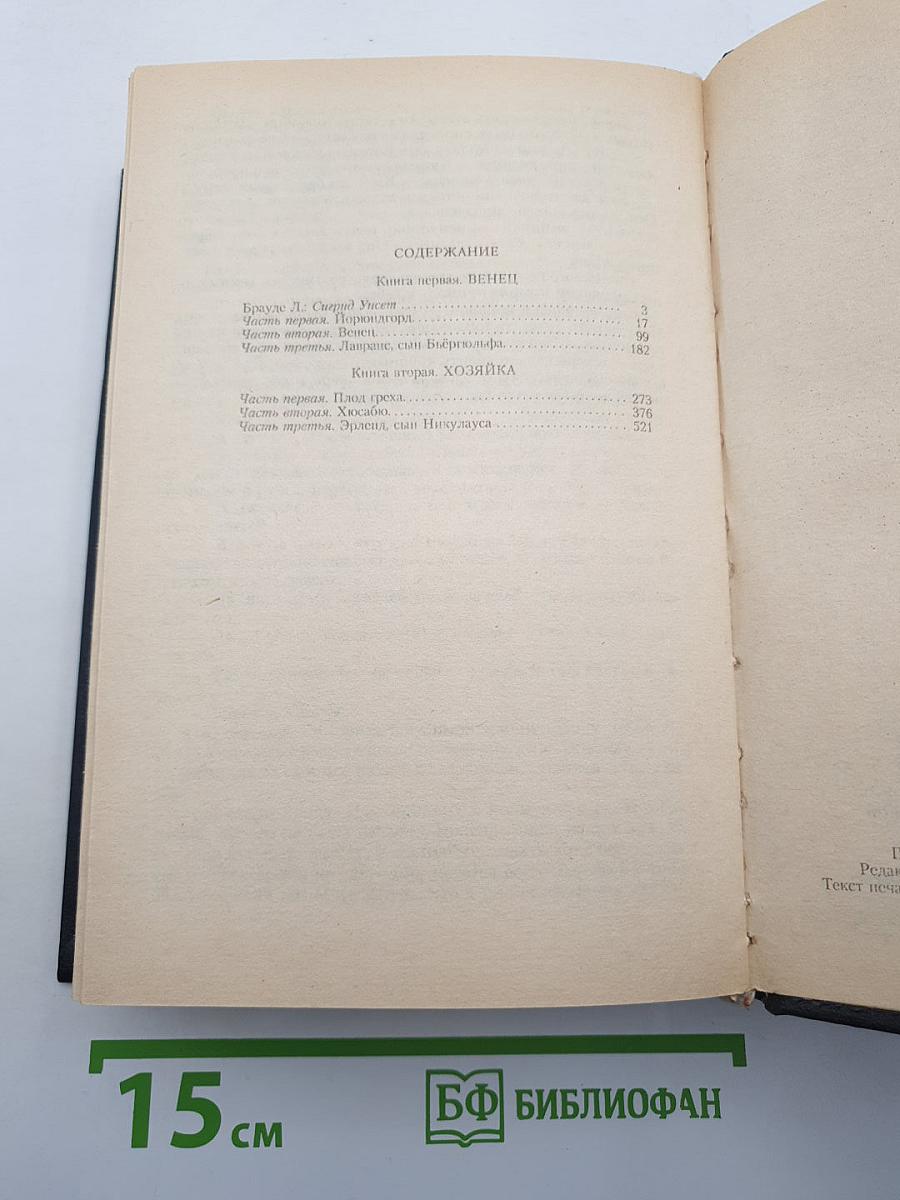 СОДЕРЖАНИЕ
Книга первая. ВЕНЕЦ
Брауде Л.: Сигрид Унсет 3
Часть первая. Йорюндгорд 17
Часть вторая. Венец 99
Часть третья. Лавранс, сын Бьёргюльфа 182
Книга вторая. ХОЗЯЙКА
Часть первая. Плод греха 273
Часть вторая. Хюсабю 376
Часть третья. Эрленд, сын Никулауса 521
Редак
Текст
15 см
БФ БИБЛИОФАН